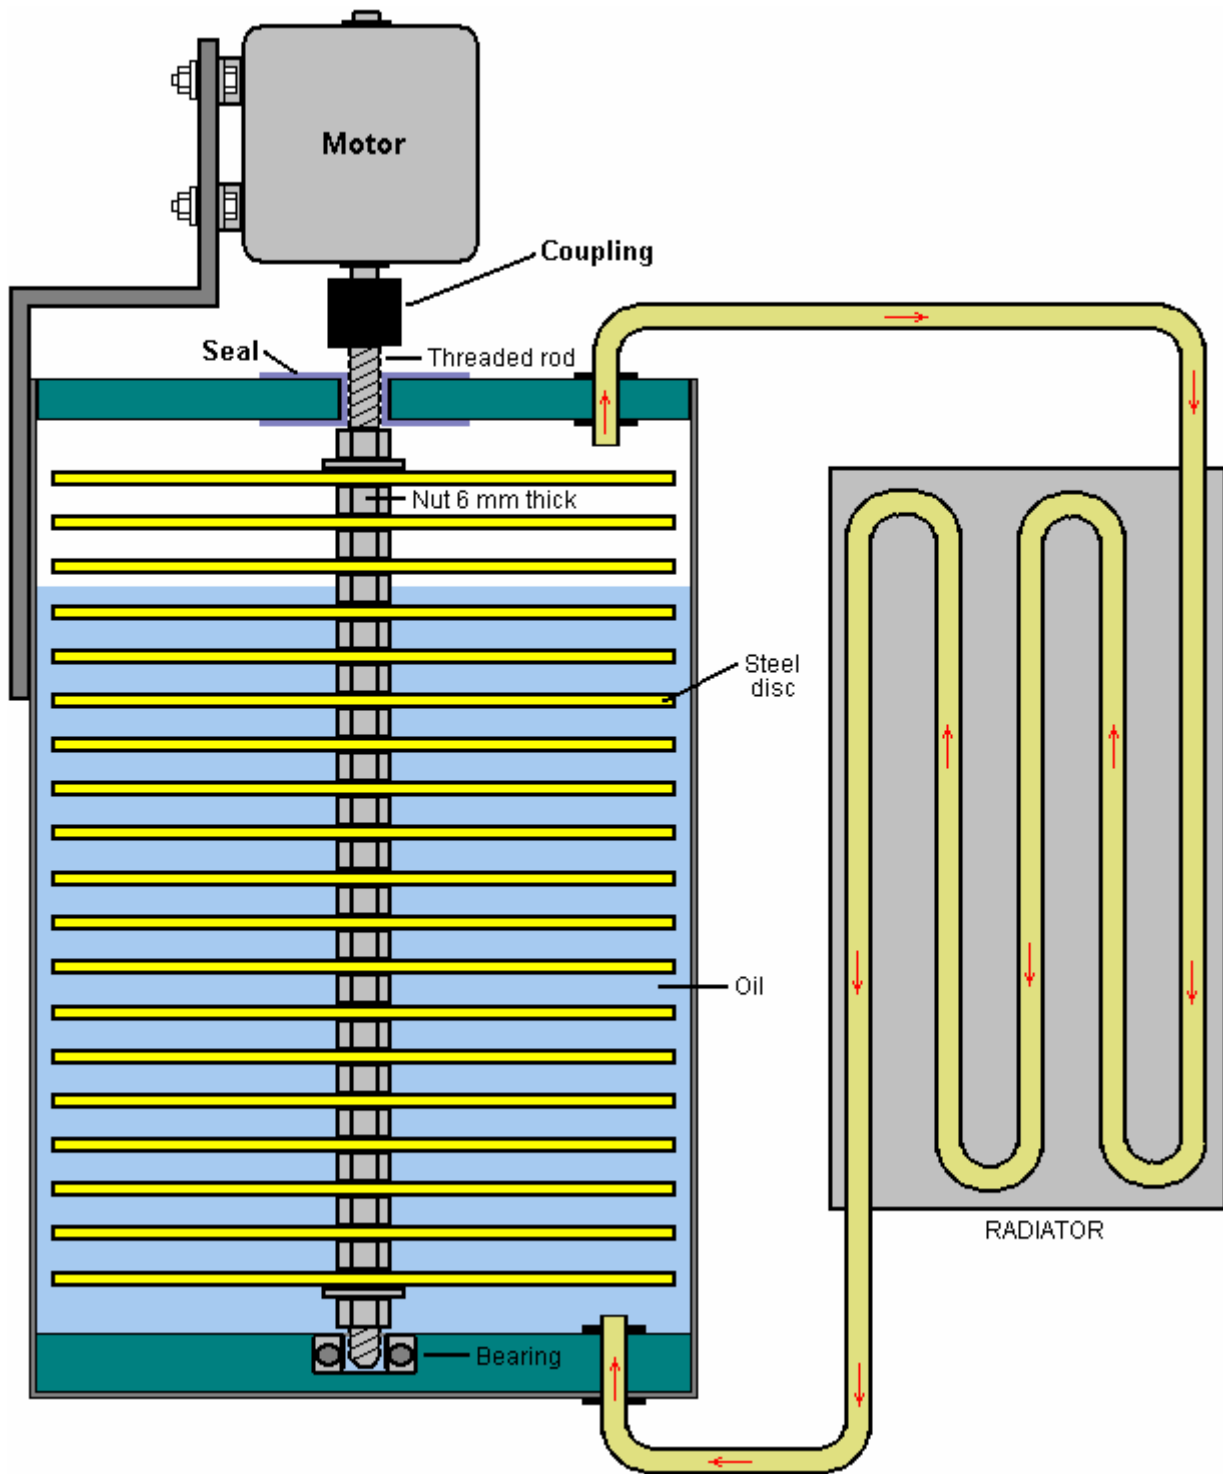 Motor
Coupling
Seal
Threaded rod
Nut 6 mm thick
Steel
disc
Oil
RADIATOR
Bearing